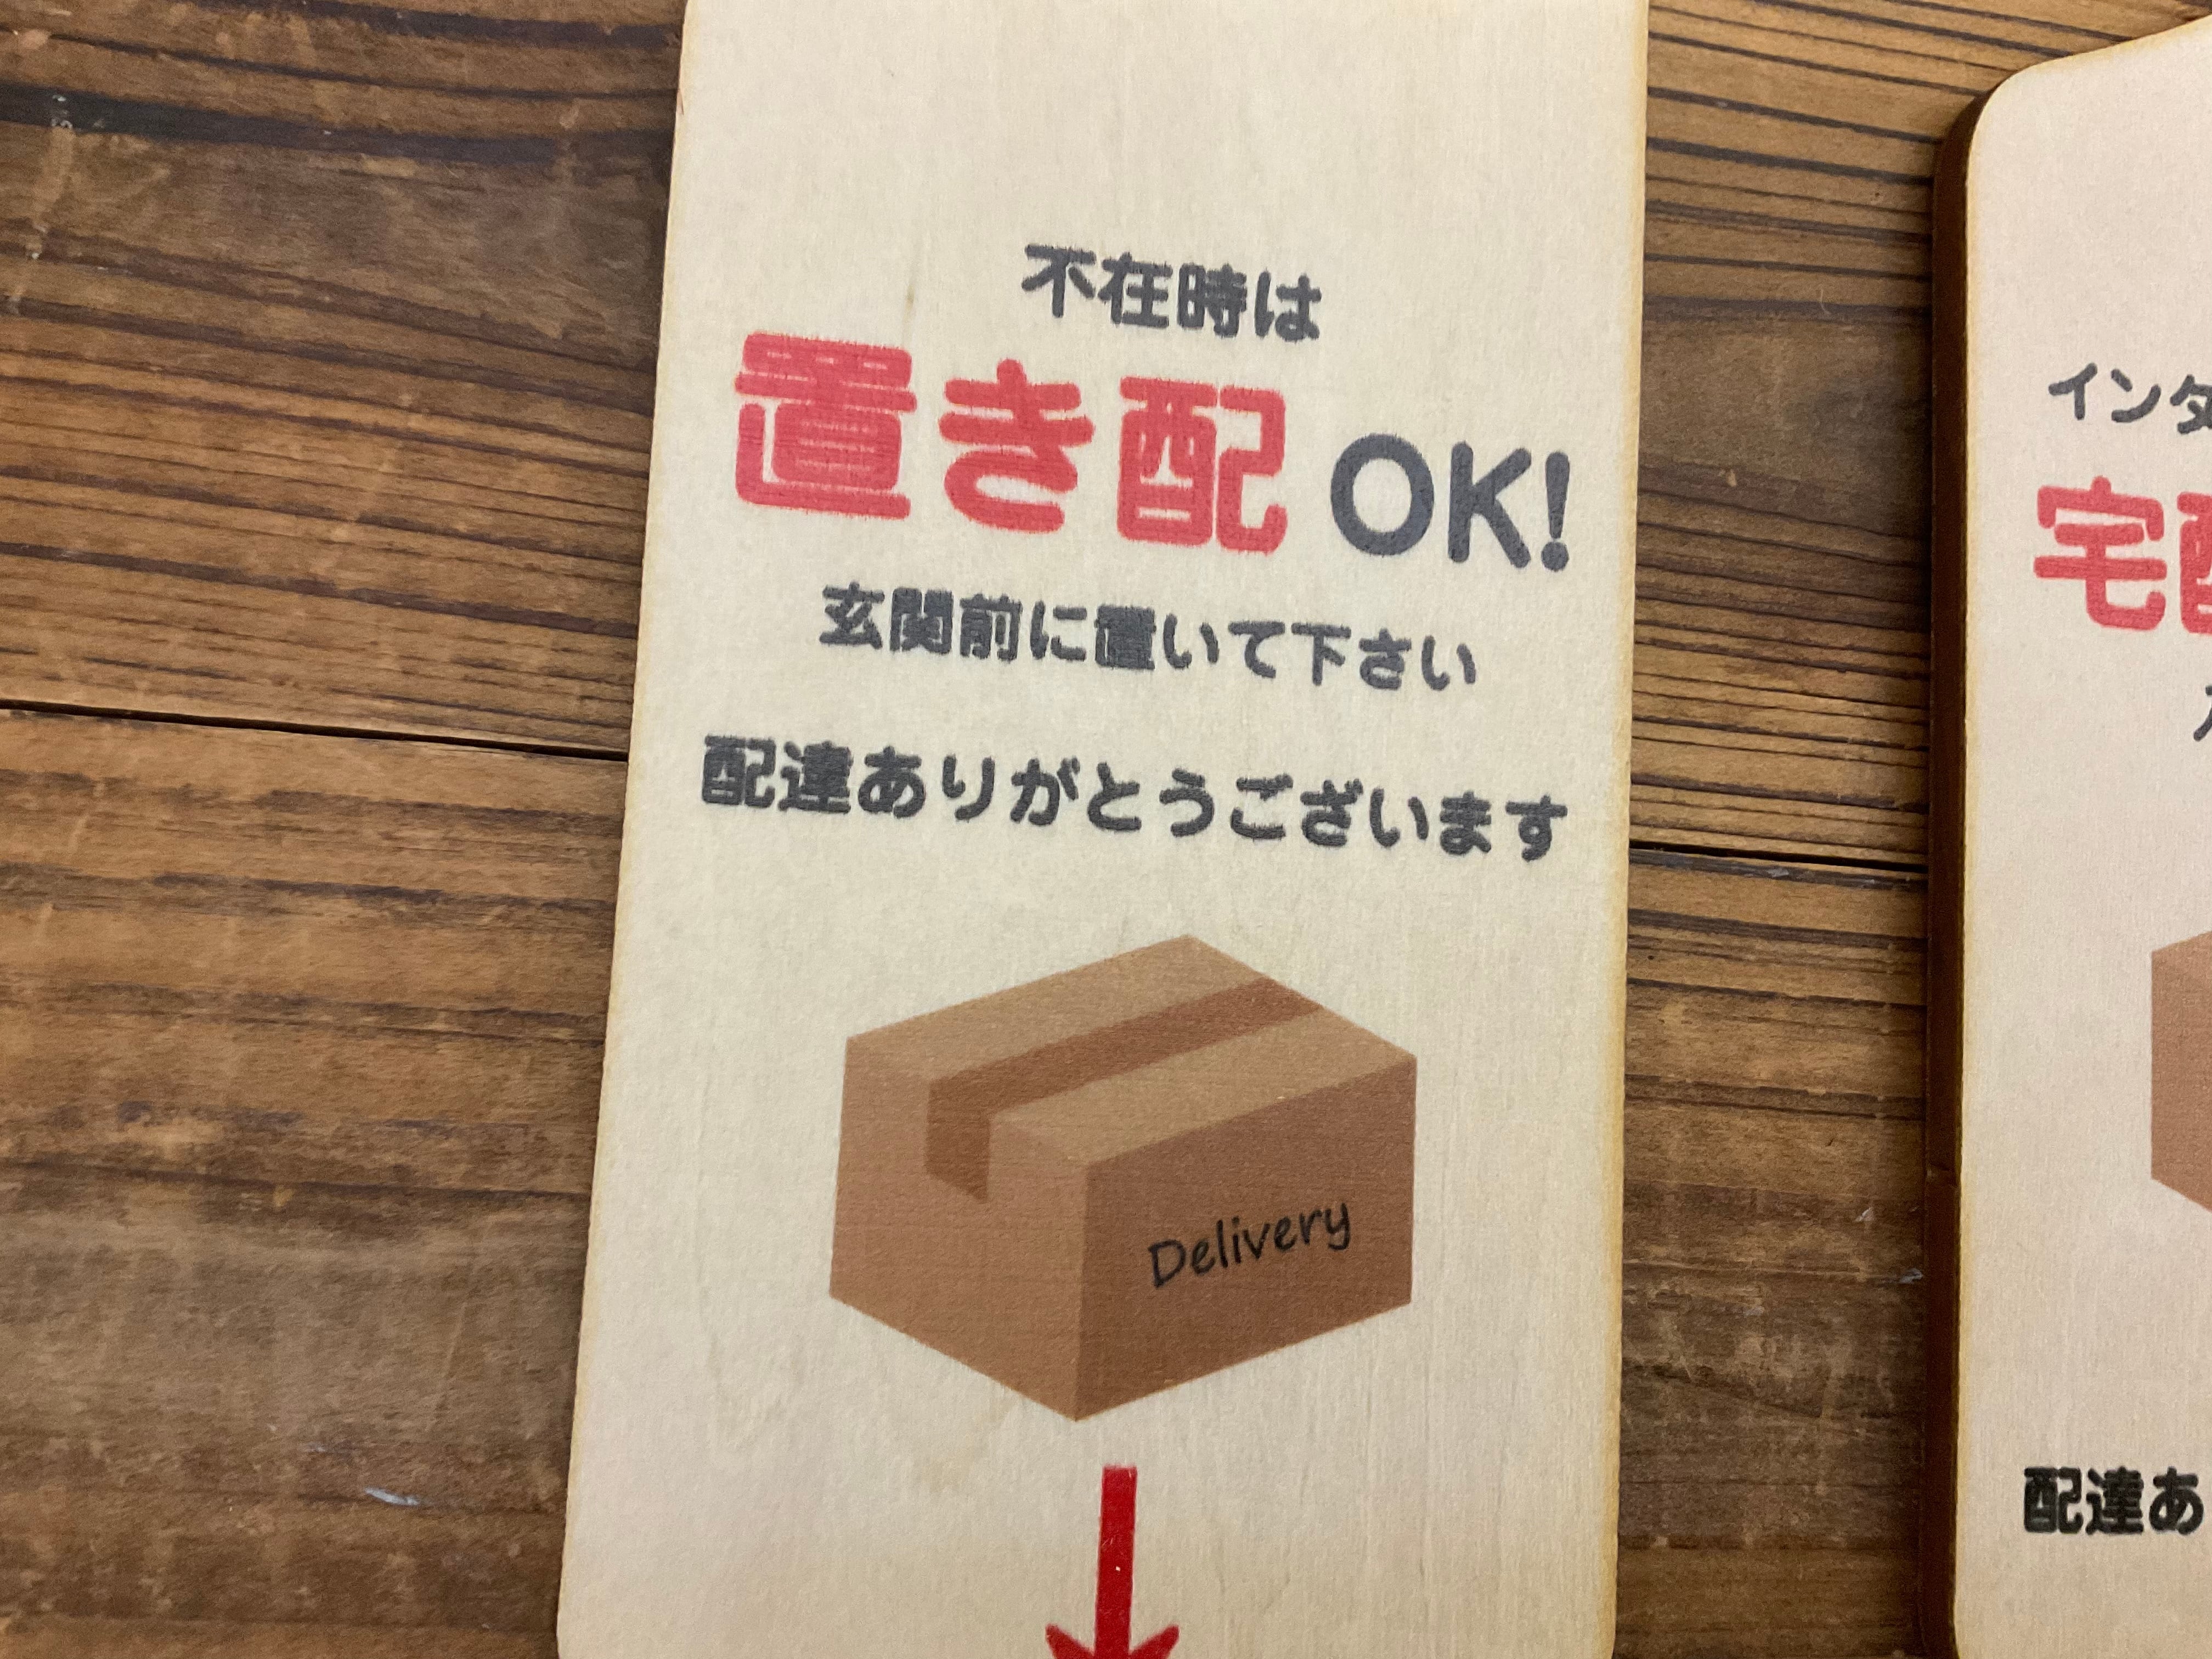 不在時は
置き配 OK!
玄関前に置いて下さい
配達ありがとうございます
Delivery
インタ
宅配
配達あ